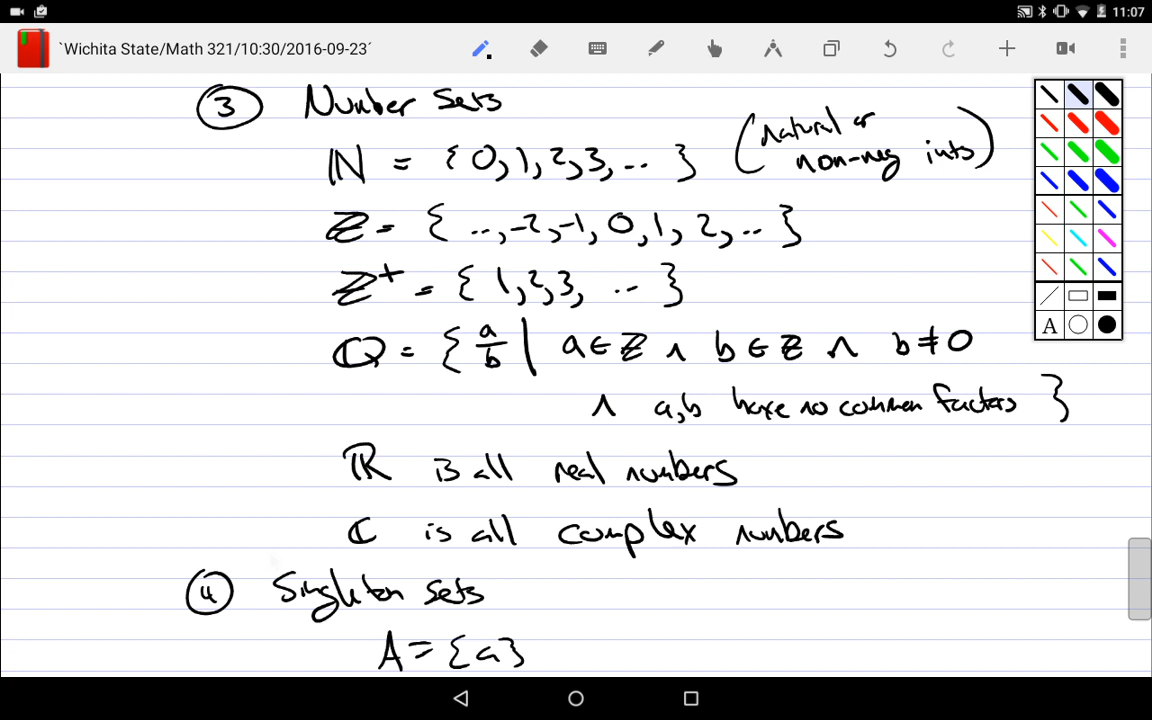 11:07
`Wichita State/Math 321/10:30/2016-09-23´
③ Number Sets
ℕ = {0,1,2,3,...} (natural or
non-neg ints)
ℤ = {..,-2,-1,0,1,2,..}
ℤ⁺ = {1,2,3, ...}
ℚ = {a/b | a∈ℤ ∧ b∈ℤ ∧ b≠0
∧ a,b have no common factors}
ℝ is all real numbers
ℂ is all complex numbers
④ Singleton Sets
A = {a}
A